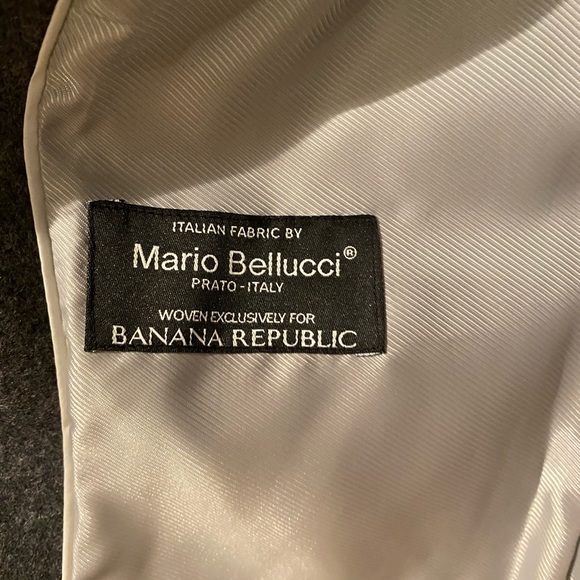 ITALIAN FABRIC BY
Mario Bellucci®
PRATO - ITALY
WOVEN EXCLUSIVELY FOR
BANANA REPUBLIC